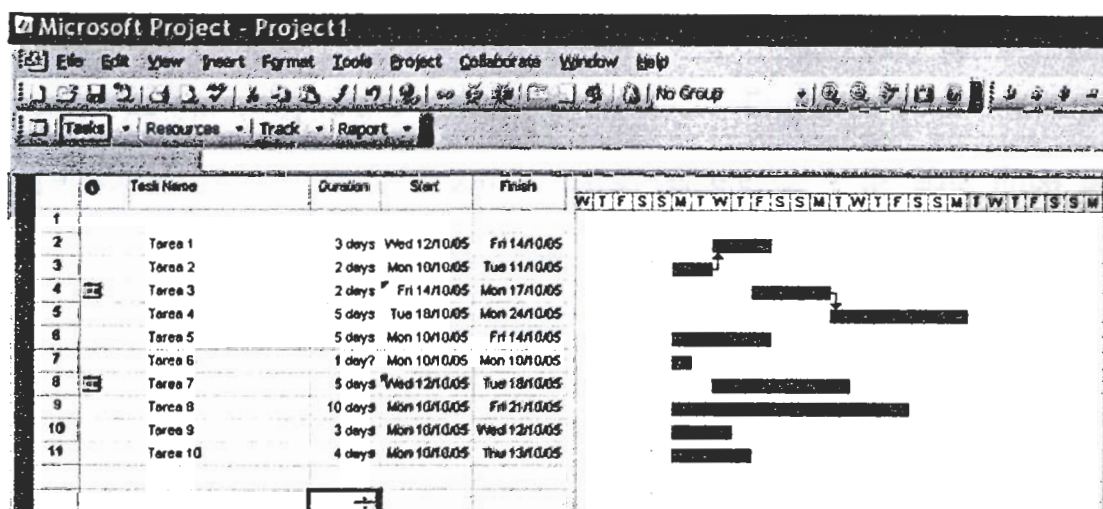 Microsoft Project - Project1
File Edit View Insert Format Tools Project Collaborate Window Help
No Group
Tasks Resources Track Report
Task Name Duration Start Finish
W T F S S M T W T F S S M T W T F S S M T W T F S S M
1
2 Tarea 1 3 days Wed 12/10/05 Fri 14/10/05
3 Tarea 2 2 days Mon 10/10/05 Tue 11/10/05
4 Tarea 3 2 days Fri 14/10/05 Mon 17/10/05
5 Tarea 4 5 days Tue 18/10/05 Mon 24/10/05
6 Tarea 5 5 days Mon 10/10/05 Fri 14/10/05
7 Tarea 6 1 day? Mon 10/10/05 Mon 10/10/05
8 Tarea 7 5 days Wed 12/10/05 Tue 18/10/05
9 Tarea 8 10 days Mon 10/10/05 Fri 21/10/05
10 Tarea 9 3 days Mon 10/10/05 Wed 12/10/05
11 Tarea 10 4 days Mon 10/10/05 Thu 13/10/05